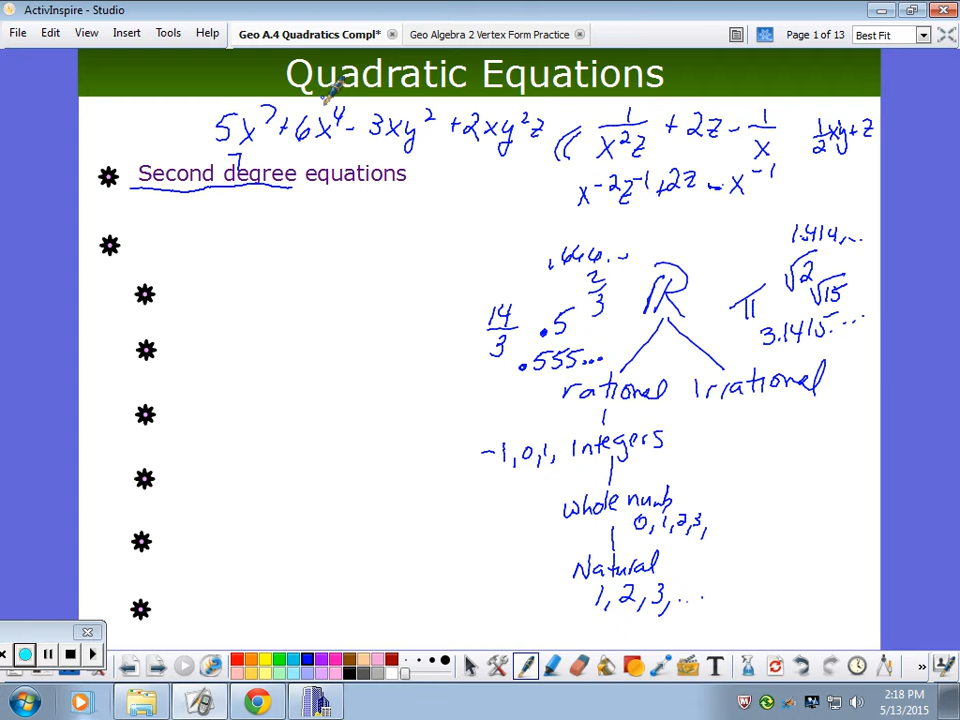 ActivInspire - Studio
File Edit View Insert Tools Help Geo A.4 Quadratics Compl* Geo Algebra 2 Vertex Form Practice Page 1 of 13 Best Fit
Quadratic Equations
5x⁷+6x⁴-3xy²+2xy²z 1/x²z + 2z - 1/x 1/2xy+z
7
Second degree equations
x⁻²z⁻¹+2z - x⁻¹
.666... 1.414...
2/3 ℝ π √2 √15
14/3 .5 3.1415...
.555...
rational Irrational
-1,0,1, Integers
whole numb
0,1,2,3,
Natural
1, 2, 3, ...
2:18 PM
5/13/2015